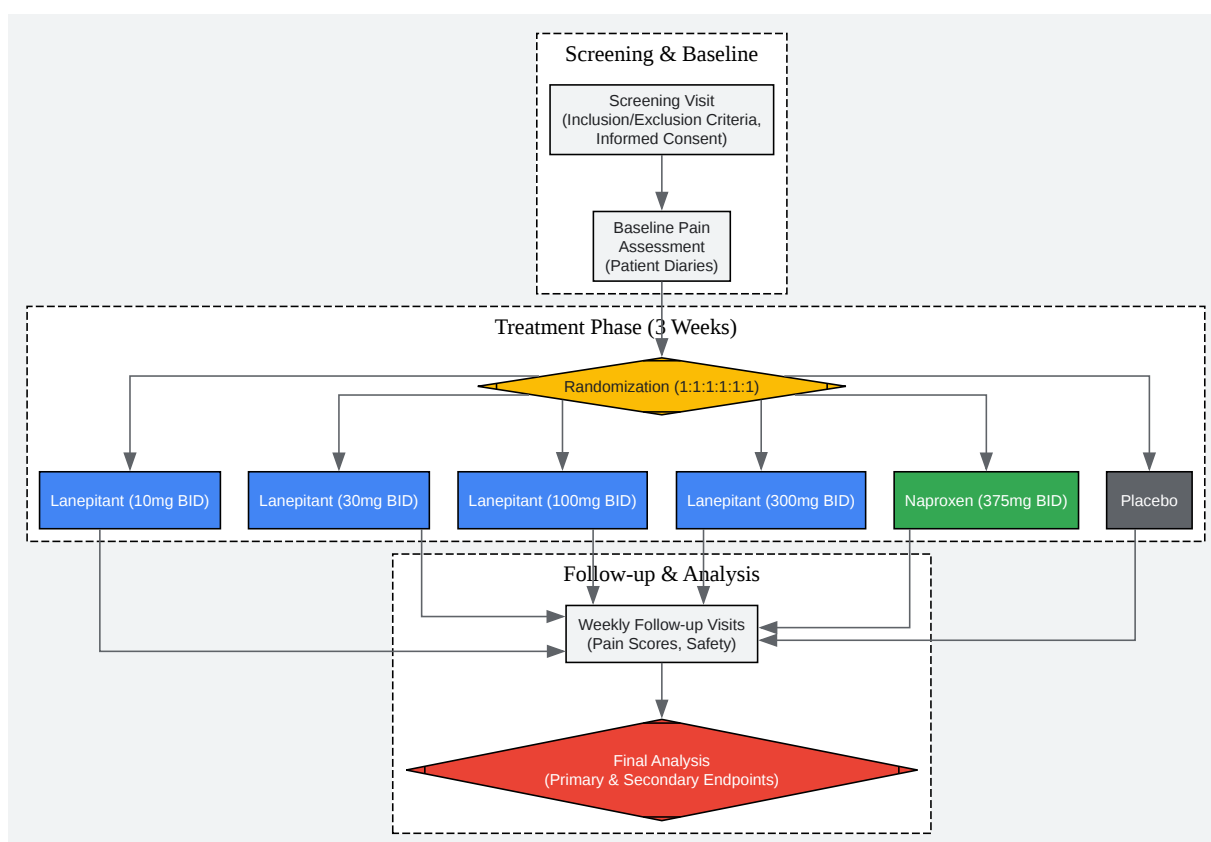 Screening & Baseline
Screening Visit
(Inclusion/Exclusion Criteria,
Informed Consent)
Baseline Pain
Assessment
(Patient Diaries)
Treatment Phase (3 Weeks)
Randomization (1:1:1:1:1:1)
Lanepitant (10mg BID)
Lanepitant (30mg BID)
Lanepitant (100mg BID)
Lanepitant (300mg BID)
Naproxen (375mg BID)
Placebo
Follow-up & Analysis
Weekly Follow-up Visits
(Pain Scores, Safety)
Final Analysis
(Primary & Secondary Endpoints)